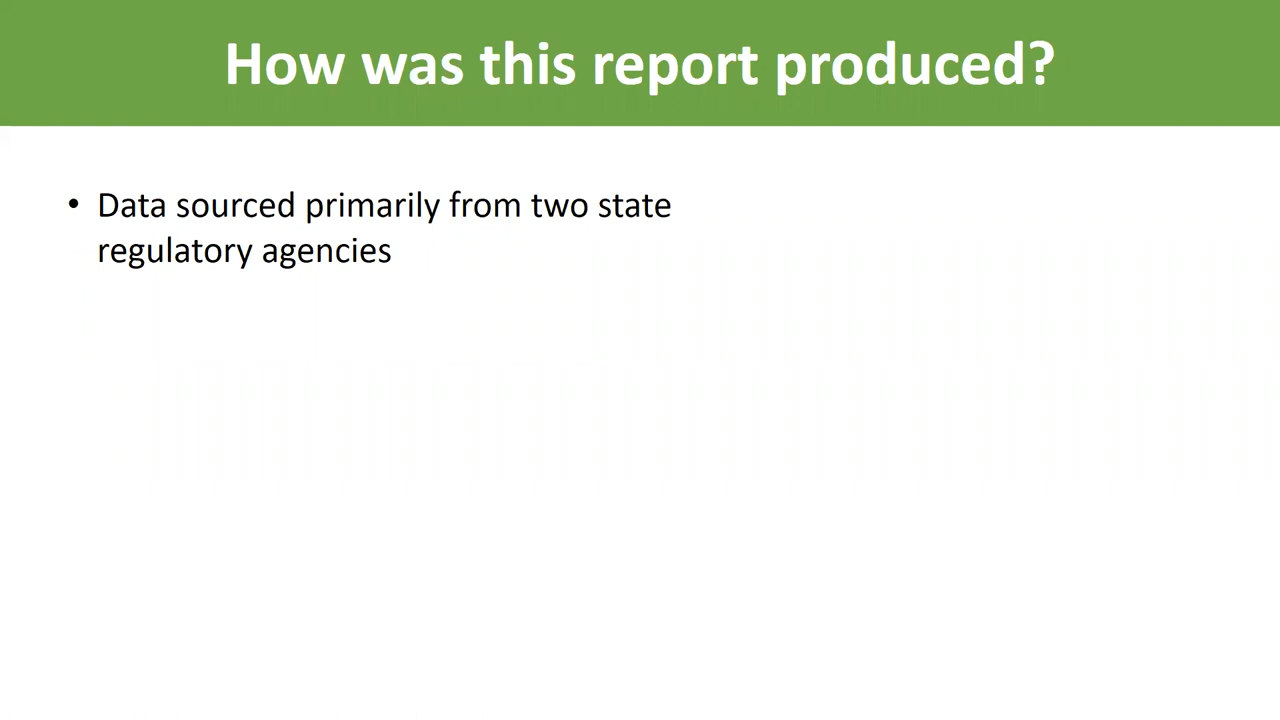 How was this report produced?
• Data sourced primarily from two state
regulatory agencies